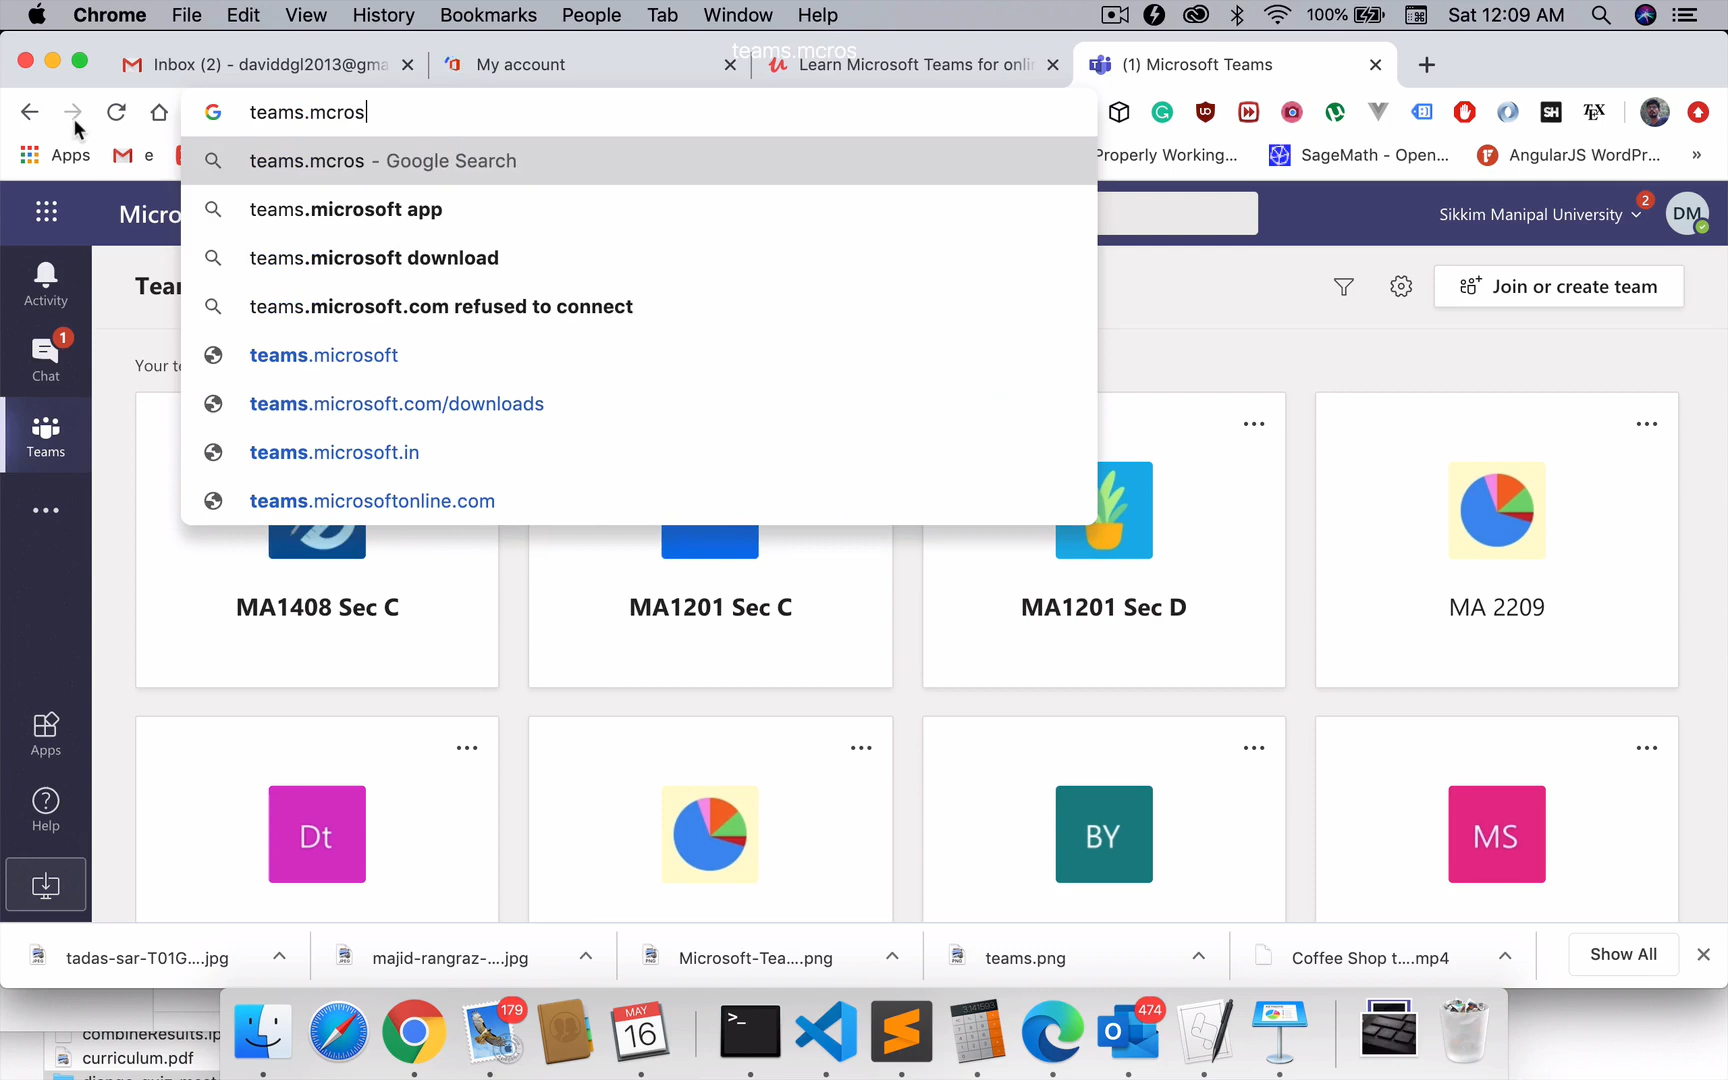 Chrome File Edit View History Bookmarks People Tab Window Help 100% Sat 12:09 AM
teams.mcros
Inbox (2) - daviddgl2013@gma My account Learn Microsoft Teams for onlin (1) Microsoft Teams
teams.mcros
Apps e Properly Working... SageMath - Open... AngularJS WordPr... »
teams.mcros - Google Search
teams.microsoft app
teams.microsoft download
teams.microsoft.com refused to connect
teams.microsoft
teams.microsoft.com/downloads
teams.microsoft.in
teams.microsoftonline.com
Micro Sikkim Manipal University 2 DM
Activity
1
Chat
Teams
Apps
Help
Tear Join or create team
Your te
MA1408 Sec C MA1201 Sec C MA1201 Sec D MA 2209
Dt BY MS
tadas-sar-T01G....jpg majid-rangraz-....jpg Microsoft-Tea....png teams.png Coffee Shop t....mp4 Show All
179 MAY 16 474
curriculum.pdf